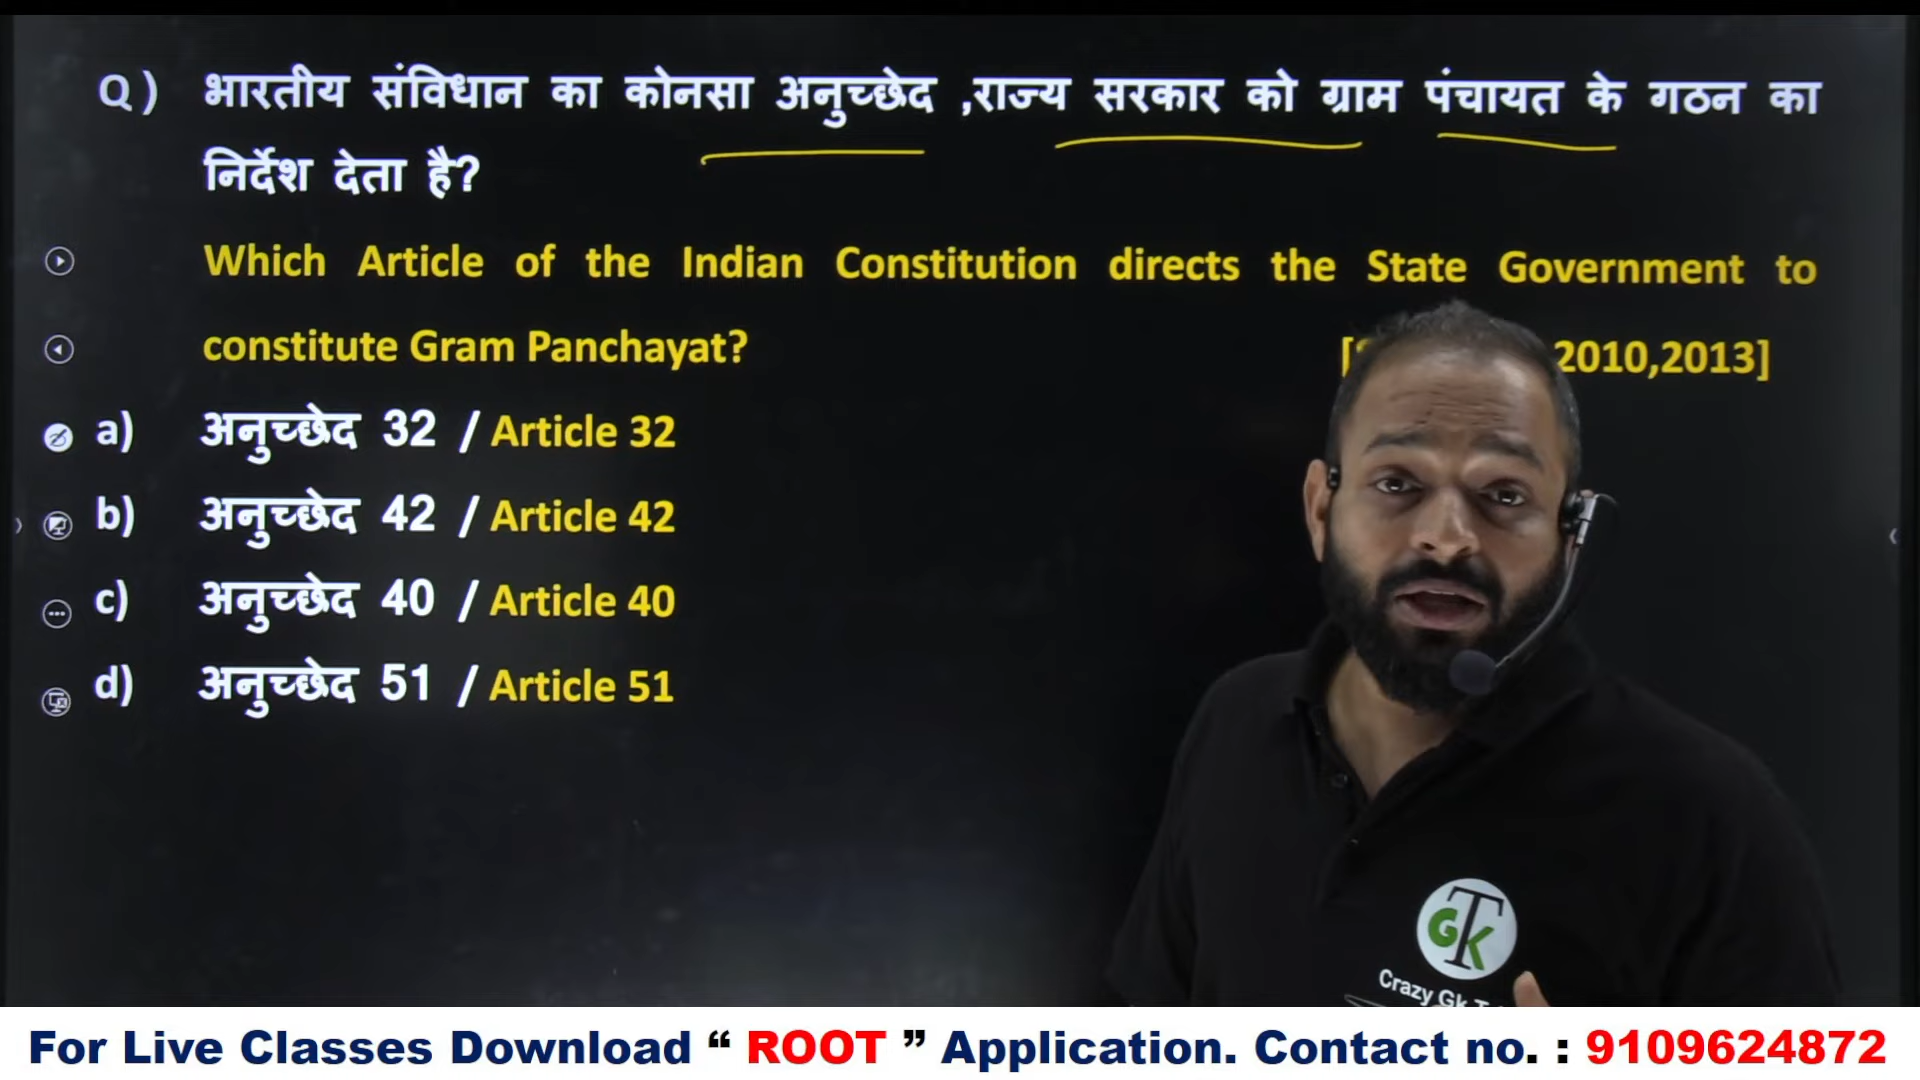 Q) भारतीय संविधान का कोनसा अनुच्छेद ,राज्य सरकार को ग्राम पंचायत के गठन का
निर्देश देता है?
Which Article of the Indian Constitution directs the State Government to
constitute Gram Panchayat? 2010,2013]
a) अनुच्छेद 32 / Article 32
b) अनुच्छेद 42 / Article 42
c) अनुच्छेद 40 / Article 40
d) अनुच्छेद 51 / Article 51
GTK
Crazy Gk
For Live Classes Download “ ROOT ” Application. Contact no. : 9109624872